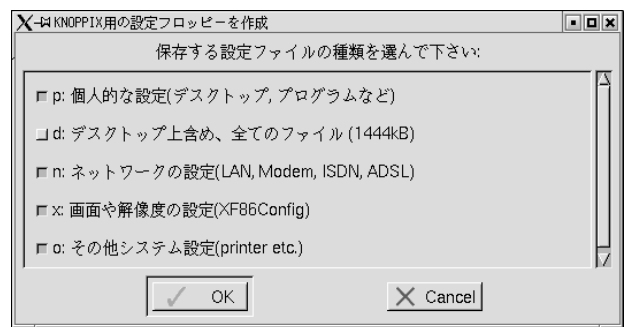 KNOPPIX用の設定フロッピーを作成
保存する設定ファイルの種類を選んで下さい:
p: 個人的な設定(デスクトップ, プログラムなど)
d: デスクトップ上含め、全てのファイル (1444kB)
n: ネットワークの設定(LAN, Modem, ISDN, ADSL)
x: 画面や解像度の設定(XF86Config)
o: その他システム設定(printer etc.)
OK
Cancel